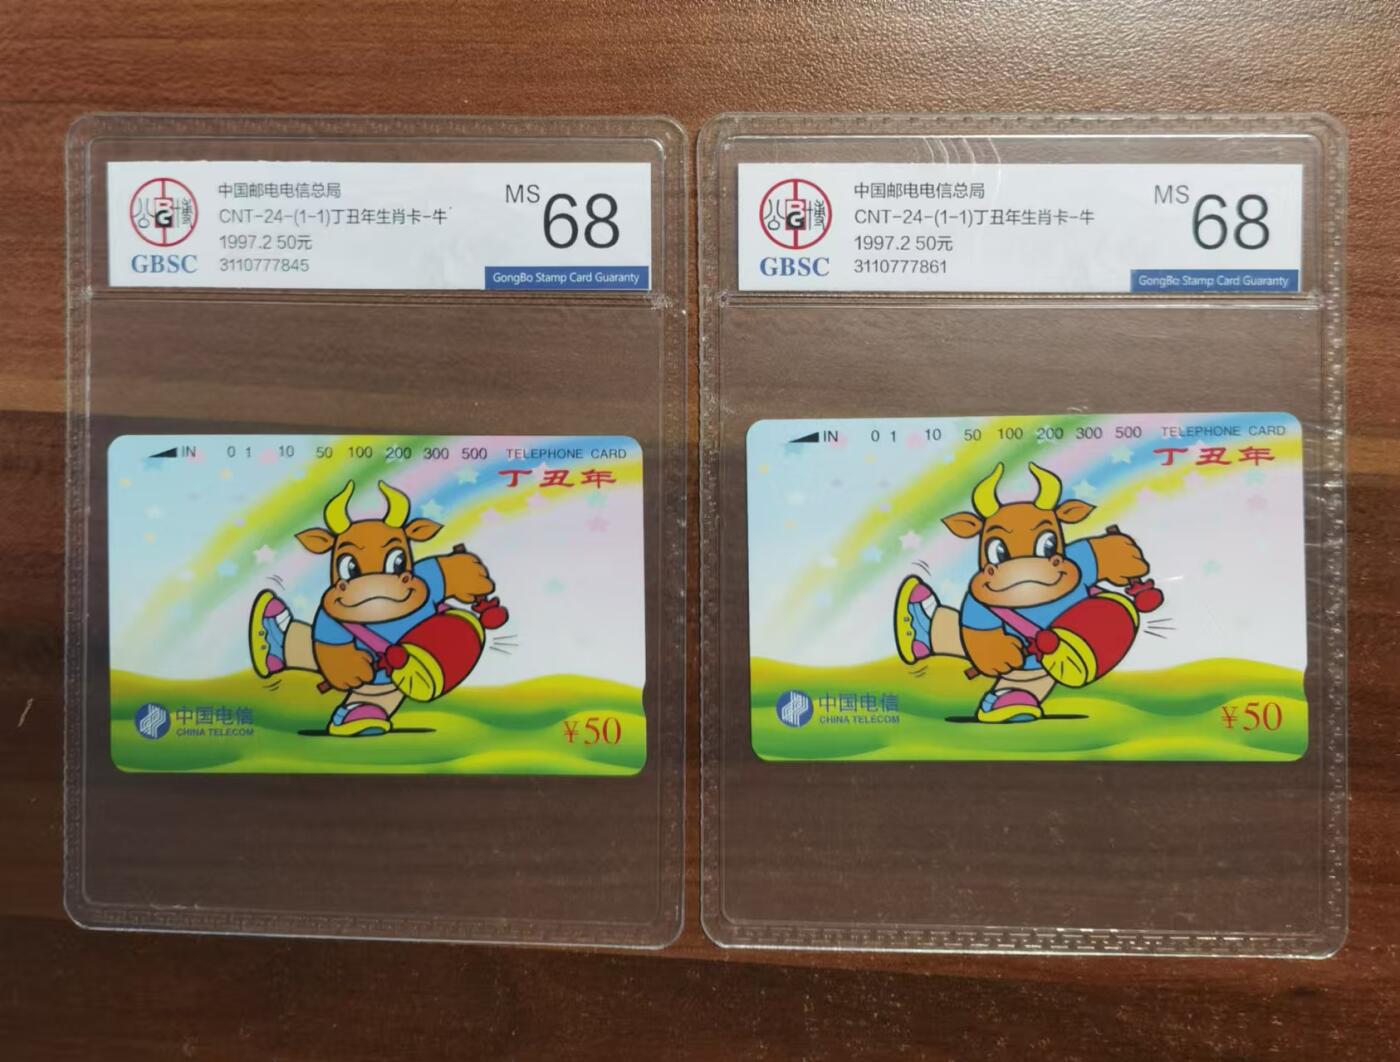 中国邮电电信总局
CNT-24-(1-1)丁丑年生肖卡-牛
1997.2 50元
3110777845
MS 68
GBSC
GongBo Stamp Card Guaranty
IN 0 1 10 50 100 200 300 500 TELEPHONE CARD
丁丑年
中国电信
CHINA TELECOM
¥50
中国邮电电信总局
CNT-24-(1-1)丁丑年生肖卡-牛
1997.2 50元
3110777861
MS 68
GBSC
GongBo Stamp Card Guaranty
IN 0 1 10 50 100 200 300 500 TELEPHONE CARD
丁丑年
中国电信
CHINA TELECOM
¥50